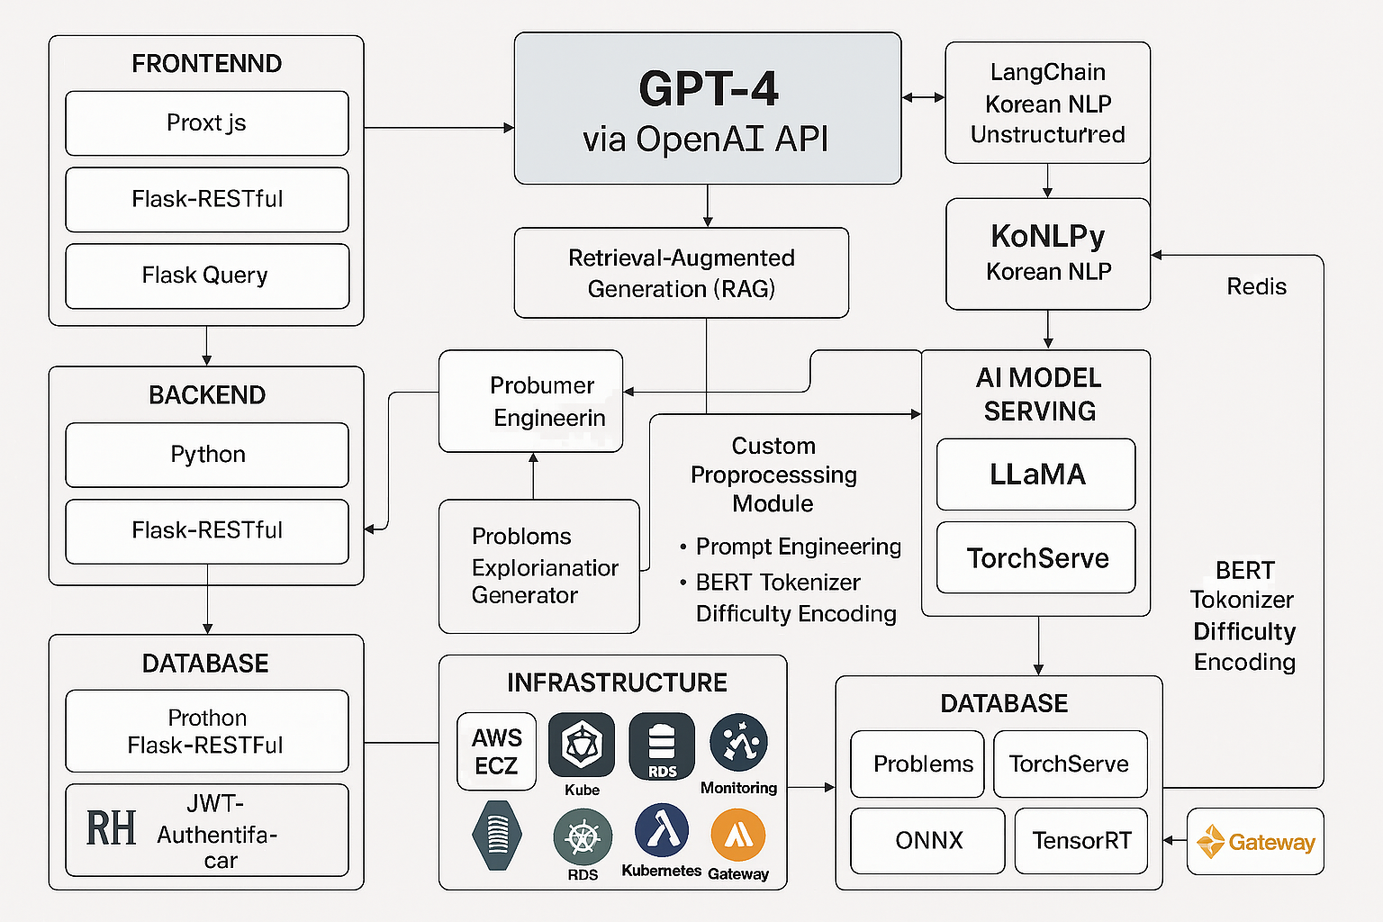 FRONTENND
Proxt js
Flask-RESTful
Flask Query
BACKEND
Python
Flask-RESTful
DATABASE
Prothon
Flask-RESTFul
RH
JWT-
Authentifa-
car
GPT-4
via OpenAI API
Retrieval-Augmented
Generation (RAG)
Probumer
Engineerin
Probloms
Explorianatior
Generator
Custom
Proprocesssing
Module
• Prompt Engineering
• BERT Tokenizer
Difficulty Encoding
LangChain
Korean NLP
Unstructurred
KoNLPy
Korean NLP
AI MODEL
SERVING
LLaMA
TorchServe
Redis
BERT
Tokonizer
Difficulty
Encoding
INFRASTRUCTURE
AWS
ECZ
Kube
RDS
Monitoring
RDS
Kubernetes
Gateway
DATABASE
Problems
TorchServe
ONNX
TensorRT
Gateway